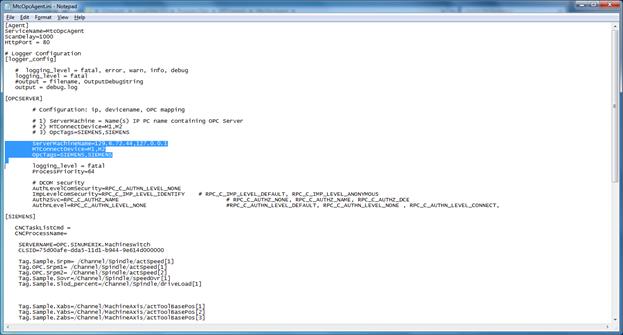 MtcOpcAgent.ini - Notepad
File Edit Format View Help
[Agent]
ServiceName=MtcOpcAgent
ScanDelay=1000
HttpPort = 80
# Logger Configuration
[logger_config]
# logging_level = fatal, error, warn, info, debug
logging_level = fatal
#output = filename, OutputDebugString
output = debug.log
[OPCSERVER]
# Configuration: ip, devicename, OPC mapping
# 1) ServerMachine = Name(s) IP PC name containing OPC Server
# 2) MTConnectDevice=M1,M2
# 3) OpcTags=SIEMENS,SIEMENS
ServerMachineName=129.6.72.44,127.0.0.1
MTConnectDevice=M1,M2
OpcTags=SIEMENS,SIEMENS
logging_level = fatal
ProcessPriority=64
# DCOM security
AuthLevelComSecurity=RPC_C_AUTHN_LEVEL_NONE
ImpLevelComSecurity=RPC_C_IMP_LEVEL_IDENTIFY # RPC_C_IMP_LEVEL_DEFAULT, RPC_C_IMP_LEVEL_ANONYMOUS
AuthzSvc=RPC_C_AUTHZ_NAME # RPC_C_AUTHZ_NONE, RPC_C_AUTHZ_NAME, RPC_C_AUTHZ_DCE
AuthnLevel=RPC_C_AUTHN_LEVEL_NONE #RPC_C_AUTHN_LEVEL_DEFAULT, RPC_C_AUTHN_LEVEL_NONE , RPC_C_AUTHN_LEVEL_CONNECT,
[SIEMENS]
CNCTaskListCmd =
CNCProcessName=
SERVERNAME=OPC.SINUMERIK.Machineswitch
CLSID=75d00afe-dda5-11d1-b944-9e614d000000
Tag.Sample.Srpm= /Channel/Spindle/actSpeed[1]
Tag.OPC.Srpm1= /Channel/Spindle/actSpeed[1]
Tag.OPC.Srpm2= /Channel/Spindle/actSpeed[2]
Tag.Sample.Sovr=/Channel/Spindle/speedOvr[1]
Tag.Sample.Slod_percent=/Channel/Spindle/driveLoad[1]
Tag.Sample.Xabs=/Channel/MachineAxis/actToolBasePos[1]
Tag.Sample.Yabs=/Channel/MachineAxis/actToolBasePos[2]
Tag.Sample.Zabs=/Channel/MachineAxis/actToolBasePos[3]